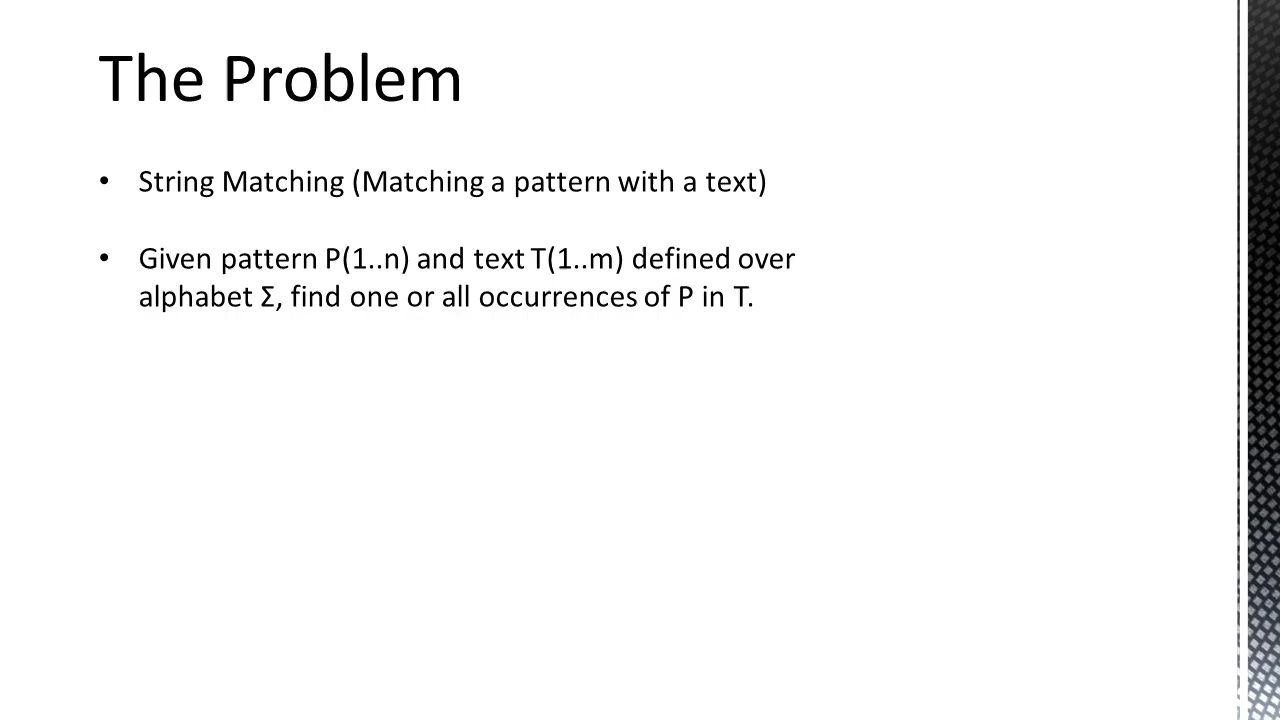 The Problem
• String Matching (Matching a pattern with a text)
• Given pattern P(1..n) and text T(1..m) defined over
alphabet Σ, find one or all occurrences of P in T.